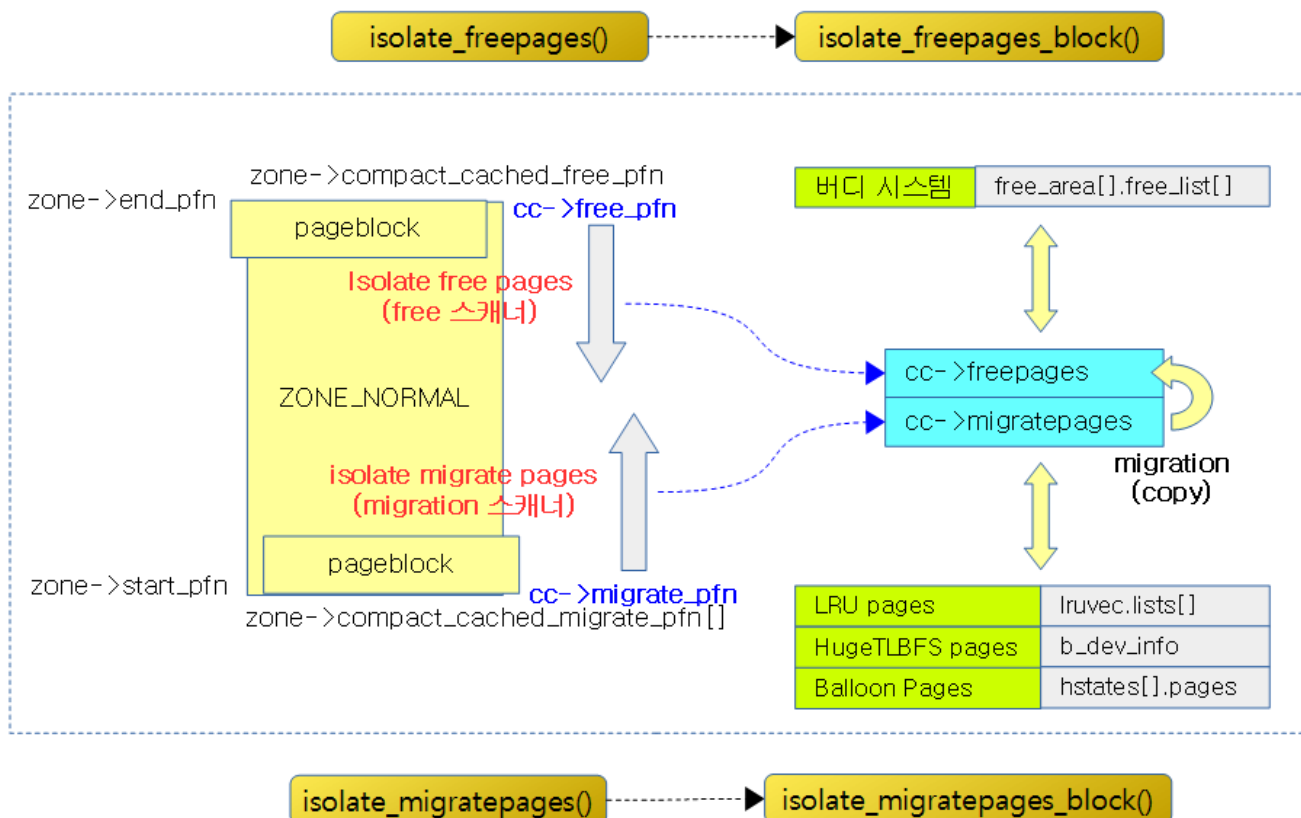 isolate_freepages()
isolate_freepages_block()
zone->compact_cached_free_pfn
zone->end_pfn
cc->free_pfn
pageblock
버디 시스템
free_area[].free_list[]
Isolate free pages
(free 스캐너)
ZONE_NORMAL
cc->freepages
cc->migratepages
migration
(copy)
isolate migrate pages
(migration 스캐너)
pageblock
zone->start_pfn
cc->migrate_pfn
zone->compact_cached_migrate_pfn[]
LRU pages
lruvec.lists[]
HugeTLBFS pages
b_dev_info
Balloon Pages
hstates[].pages
isolate_migratepages()
isolate_migratepages_block()